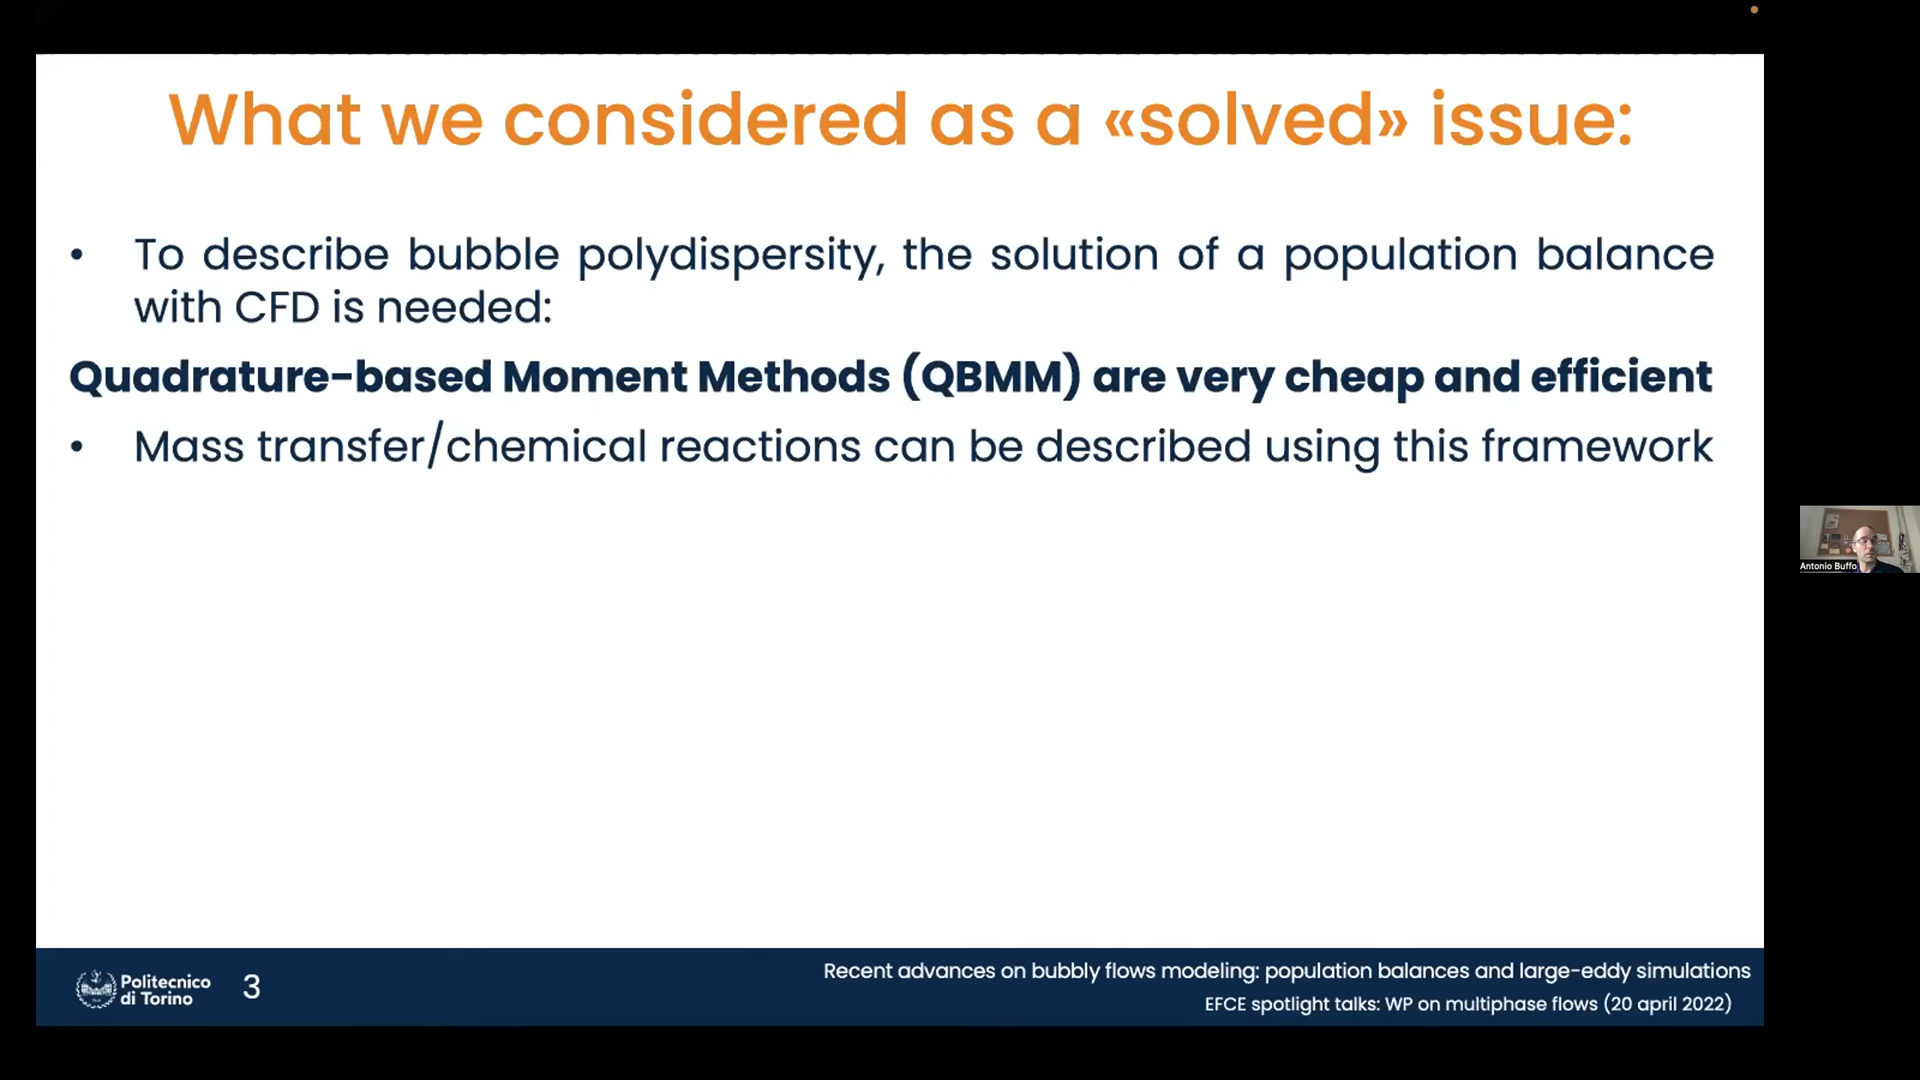 What we considered as a «solved» issue:
• To describe bubble polydispersity, the solution of a population balance
with CFD is needed:
Quadrature-based Moment Methods (QBMM) are very cheap and efficient
• Mass transfer/chemical reactions can be described using this framework
Antonio Buffo
Politecnico
di Torino
3
Recent advances on bubbly flows modeling: population balances and large-eddy simulations
EFCE spotlight talks: WP on multiphase flows (20 april 2022)